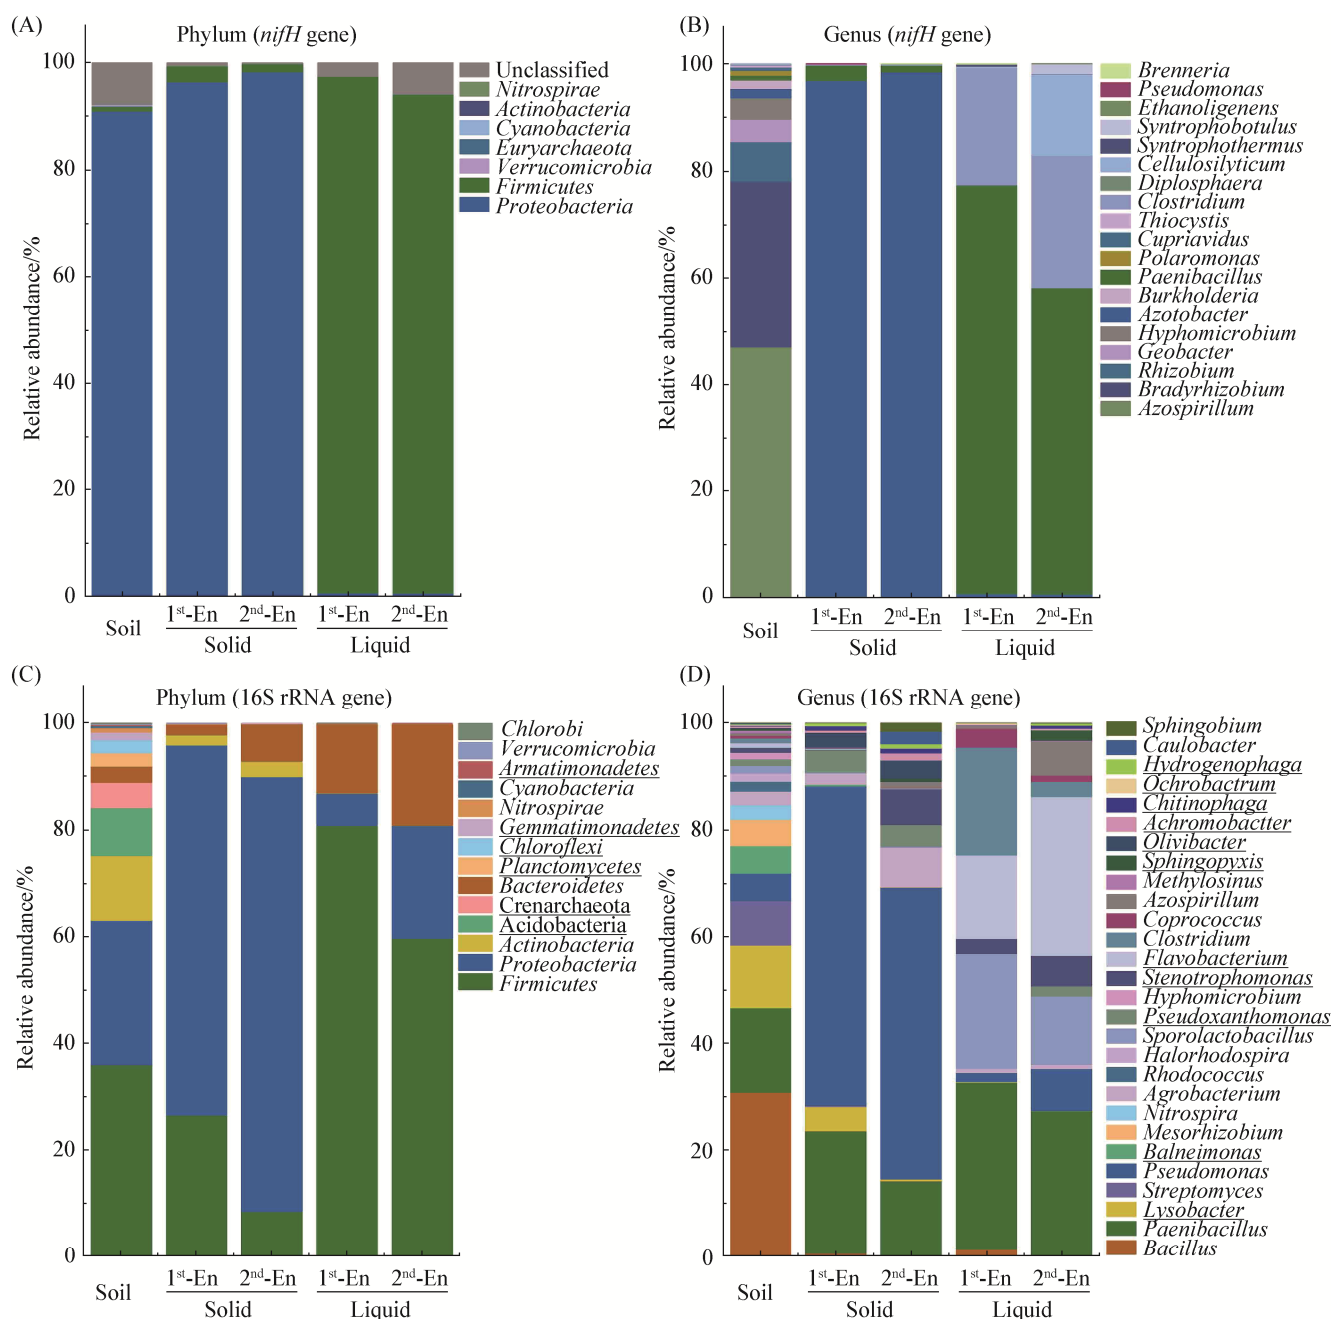 (A)
Phylum (nifH gene)
100
80
60
40
20
0
Relative abundance/%
Unclassified
Nitrospirae
Actinobacteria
Cyanobacteria
Euryarchaeota
Verrucomicrobia
Firmicutes
Proteobacteria
Soil
1st-En
2nd-En
1st-En
2nd-En
Solid
Liquid
(B)
Genus (nifH gene)
100
80
60
40
20
0
Relative abundance/%
Brenneria
Pseudomonas
Ethanoligenens
Syntrophobotulus
Syntrophothermus
Cellulosilyticum
Diplosphaera
Clostridium
Thiocystis
Cupriavidus
Polaromonas
Paenibacillus
Burkholderia
Azotobacter
Hyphomicrobium
Geobacter
Rhizobium
Bradyrhizobium
Azospirillum
Soil
1st-En
2nd-En
1st-En
2nd-En
Solid
Liquid
(C)
Phylum (16S rRNA gene)
100
80
60
40
20
0
Relative abundance/%
Chlorobi
Verrucomicrobia
Armatimonadetes
Cyanobacteria
Nitrospirae
Gemmatimonadetes
Chloroflexi
Planctomycetes
Bacteroidetes
Crenarchaeota
Acidobacteria
Actinobacteria
Proteobacteria
Firmicutes
Soil
1st-En
2nd-En
1st-En
2nd-En
Solid
Liquid
(D)
Genus (16S rRNA gene)
100
80
60
40
20
0
Relative abundance/%
Sphingobium
Caulobacter
Hydrogenophaga
Ochrobactrum
Chitinophaga
Achromobactter
Olivibacter
Sphingopyxis
Methylosinus
Azospirillum
Coprococcus
Clostridium
Flavobacterium
Stenotrophomonas
Hyphomicrobium
Pseudoxanthomonas
Sporolactobacillus
Halorhodospira
Rhodococcus
Agrobacterium
Nitrospira
Mesorhizobium
Balneimonas
Pseudomonas
Streptomyces
Lysobacter
Paenibacillus
Bacillus
Soil
1st-En
2nd-En
1st-En
2nd-En
Solid
Liquid